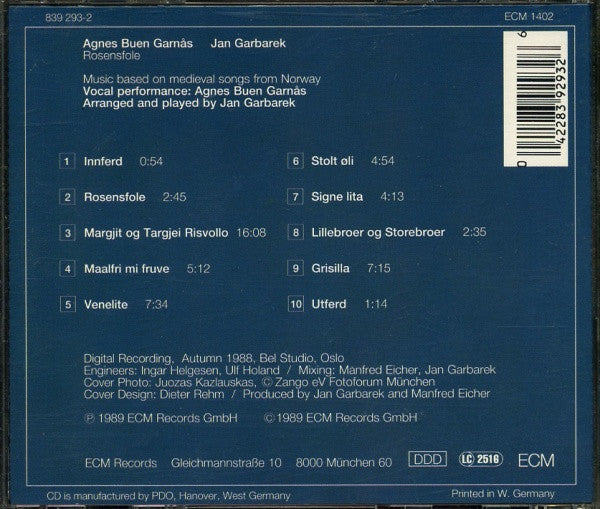 839 293-2 ECM 1402
Agnes Buen Garnås Jan Garbarek
Rosensfole
Music based on medieval songs from Norway
Vocal performance: Agnes Buen Garnås
Arranged and played by Jan Garbarek
0 42283 92932 6
1 Innferd 0:54
2 Rosensfole 2:45
3 Margjit og Targjei Risvollo 16:08
4 Maalfri mi fruve 5:12
5 Venelite 7:34
6 Stolt øli 4:54
7 Signe lita 4:13
8 Lillebroer og Storebroer 2:35
9 Grisilla 7:15
10 Utferd 1:14
Digital Recording, Autumn 1988, Bel Studio, Oslo
Engineers: Ingar Helgesen, Ulf Holand / Mixing: Manfred Eicher, Jan Garbarek
Cover Photo: Juozas Kazlauskas, © Zango eV Fotoforum München
Cover Design: Dieter Rehm / Produced by Jan Garbarek and Manfred Eicher
℗ 1989 ECM Records GmbH © 1989 ECM Records GmbH
ECM Records Gleichmannstraße 10 8000 München 60 DDD LC 2516 ECM
CD is manufactured by PDO, Hanover, West Germany Printed in W. Germany